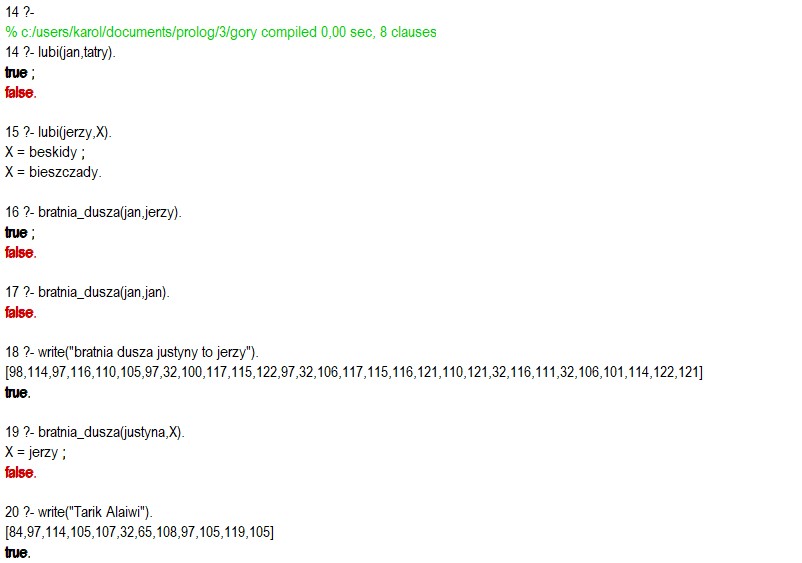 14 ?-
% c:/users/karol/documents/prolog/3/gory compiled 0,00 sec, 8 clauses
14 ?- lubi(jan,tatry).
true ;
false.
15 ?- lubi(jerzy,X).
X = beskidy ;
X = bieszczady.
16 ?- bratnia_dusza(jan,jerzy).
true ;
false.
17 ?- bratnia_dusza(jan,jan).
false.
18 ?- write("bratnia dusza justyny to jerzy").
[98,114,97,116,110,105,97,32,100,117,115,122,97,32,106,117,115,116,121,110,121,32,116,111,32,106,101,114,122,121]
true.
19 ?- bratnia_dusza(justyna,X).
X = jerzy ;
false.
20 ?- write("Tarik Alaiwi").
[84,97,114,105,107,32,65,108,97,105,119,105]
true.